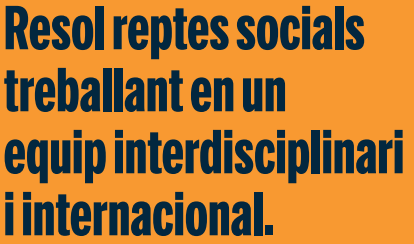 Resol reptes socials
treballant en un
equip interdisciplinari
i internacional.